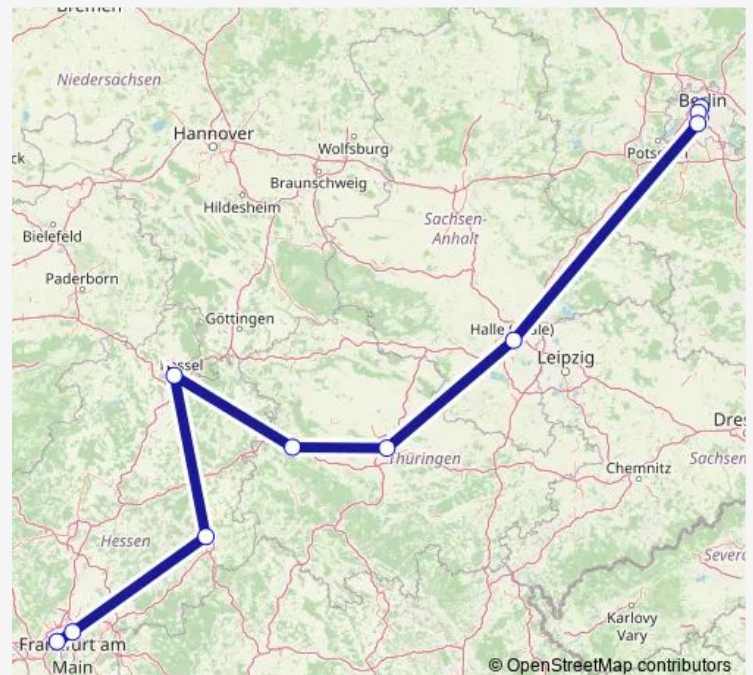 Niedersachsen
Berlin
Hannover
Wolfsburg
Braunschweig
Hildesheim
Sachsen-
Anhalt
Bielefeld
Paderborn
Göttingen
Halle
Leipzig
Thüringen
Chemnitz
Sachsen
Hessen
Karlovy
Vary
Main
© OpenStreetMap contributors